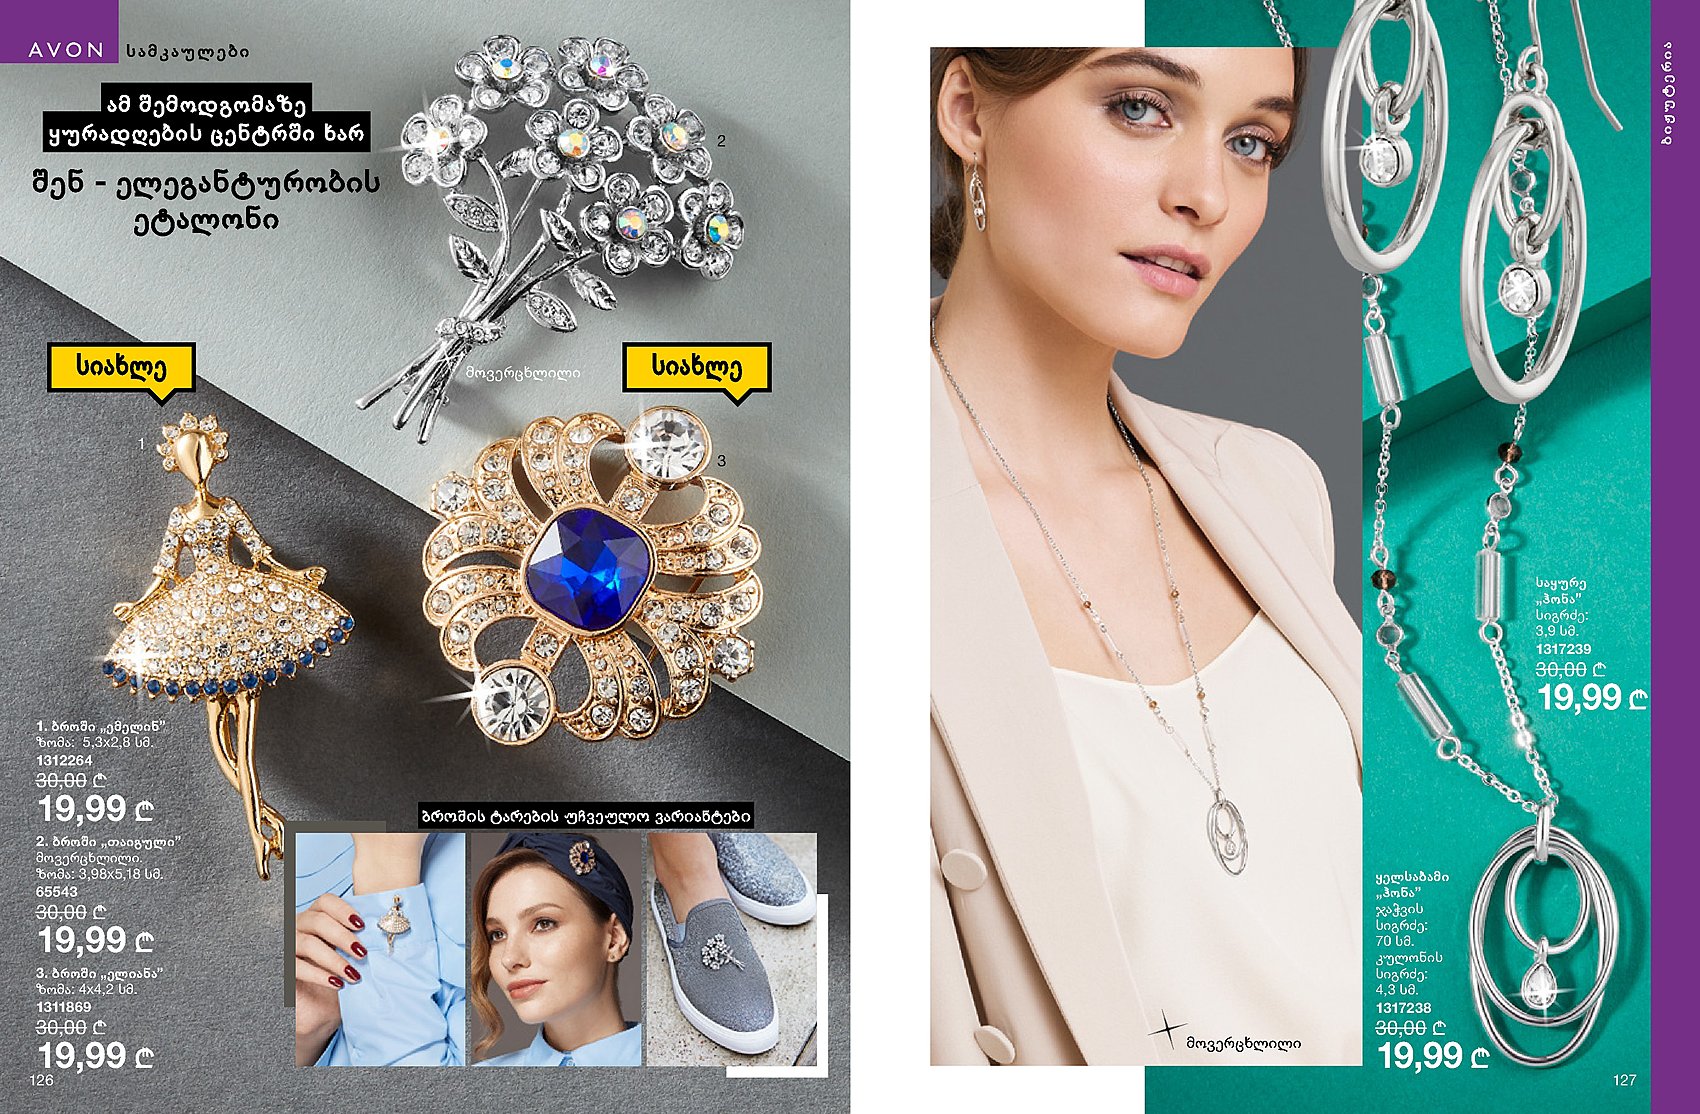 AVON
სამკაულები
ამ შემოდგომაზე
ყურადღების ცენტრში ხარ
შენ - ელეგანტურობის
ეტალონი
2
სიახლე
მოვერცხლილი
სიახლე
1
3
1. ბროში „ემელინ”
ზომა: 5,3x2,8 სმ.
1312264
30,00 ₾
19,99 ₾
2. ბროში „თაიგული”
მოვერცხლილი.
ზომა: 3,98x5,18 სმ.
65543
30,00 ₾
19,99 ₾
3. ბროში „ელიანა”
ზომა: 4x4,2 სმ.
1311869
30,00 ₾
19,99 ₾
ბროშის ტარების უჩვეულო ვარიანტები
126
ბიჟუტერია
საყურე
„ჰონა”
სიგრძე:
3,9 სმ.
1317239
30,00 ₾
19,99 ₾
ყელსაბამი
„ჰონა”
ჯაჭვის
სიგრძე:
70 სმ.
კულონის
სიგრძე:
4,3 სმ.
1317238
30,00 ₾
19,99 ₾
მოვერცხლილი
127